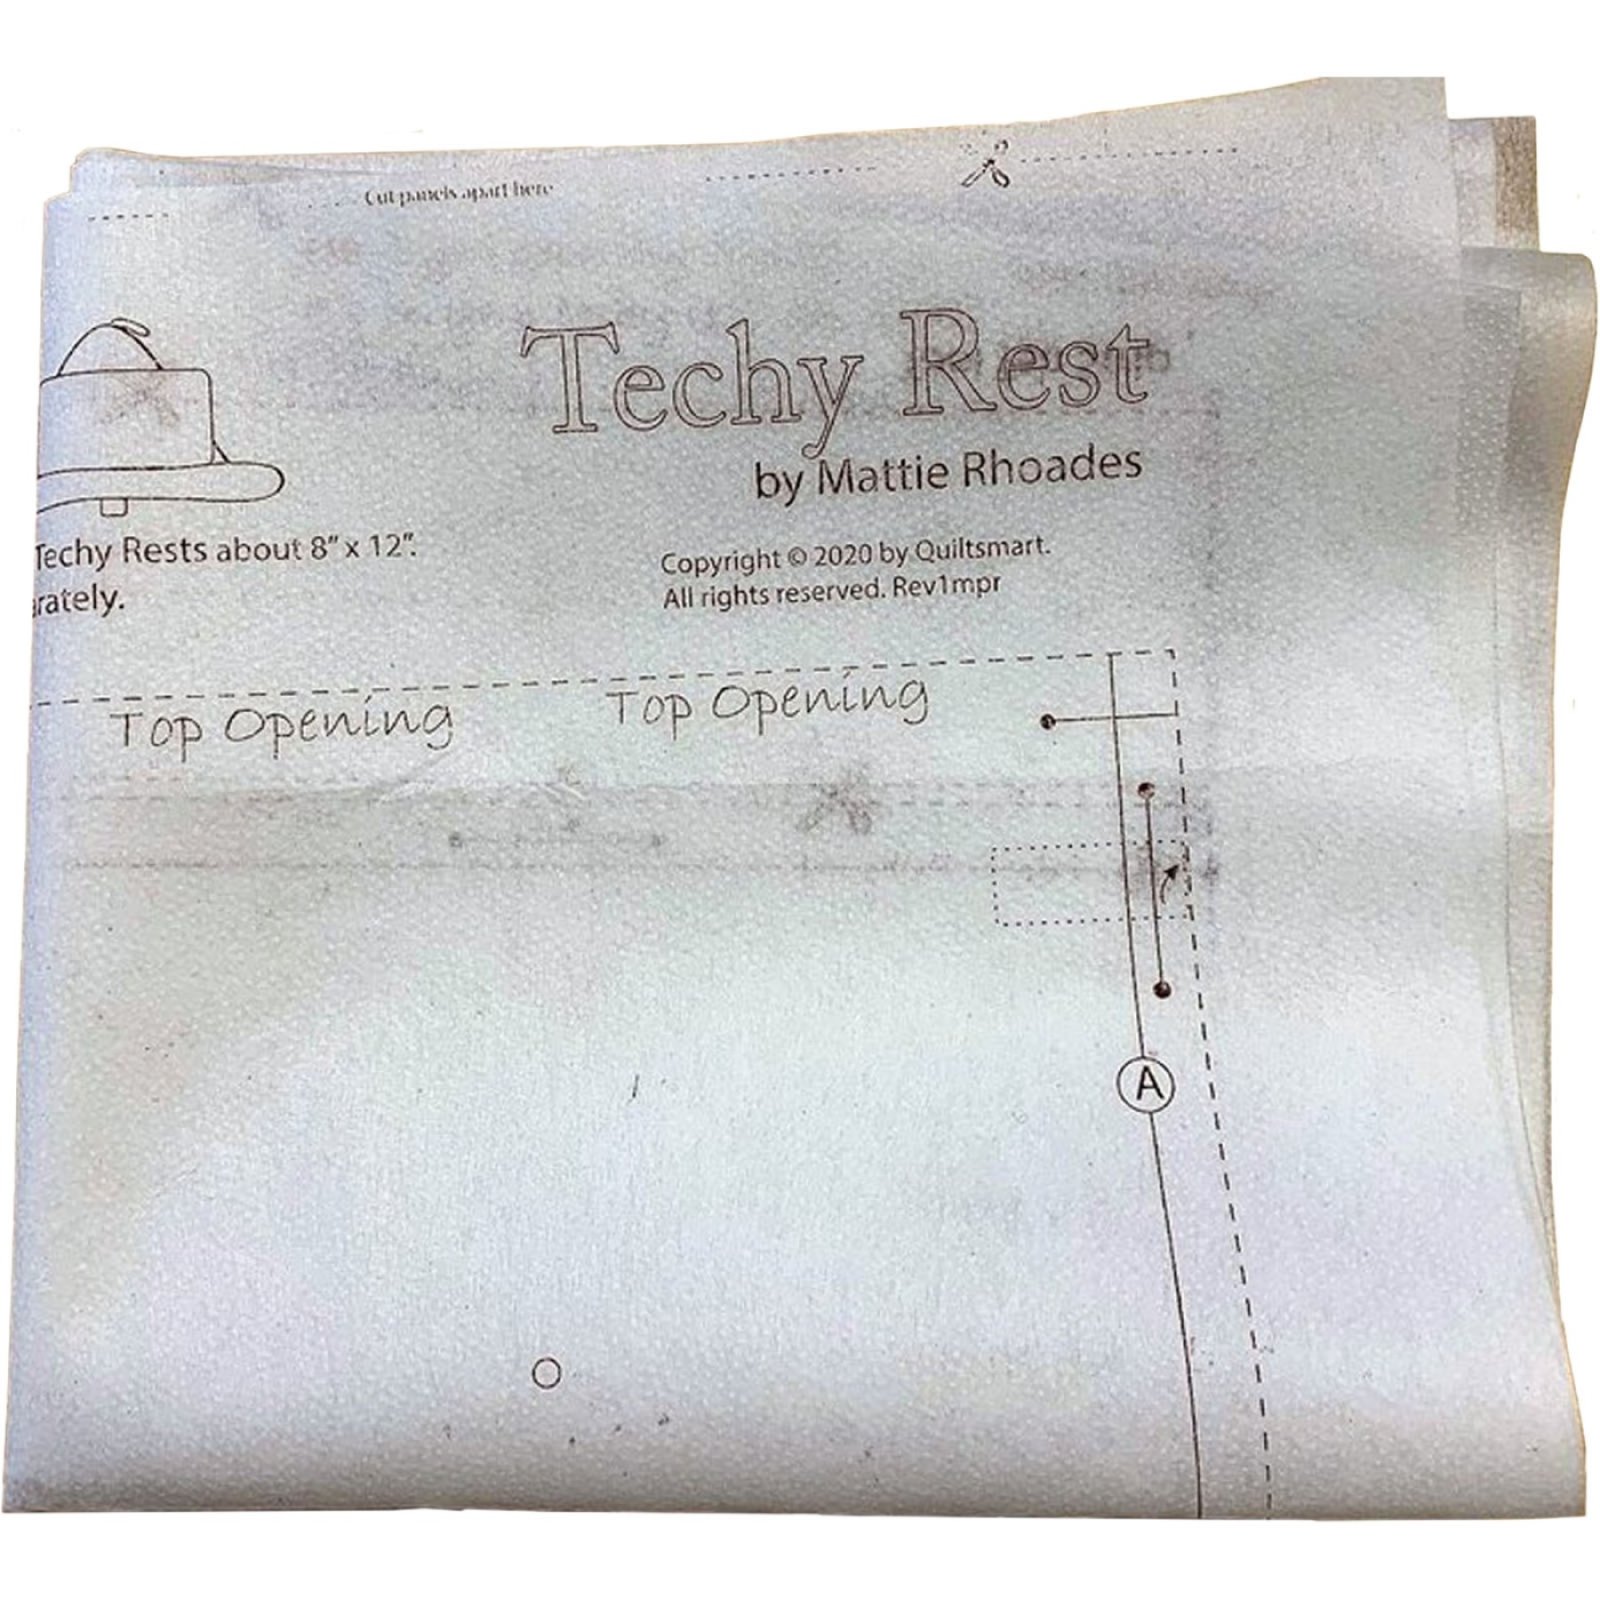 Cut panels apart here
Techy Rest
by Mattie Rhoades
Techy Rests about 8" x 12".
arately.
Copyright © 2020 by Quiltsmart.
All rights reserved. Rev1mpr
Top Opening Top Opening
A